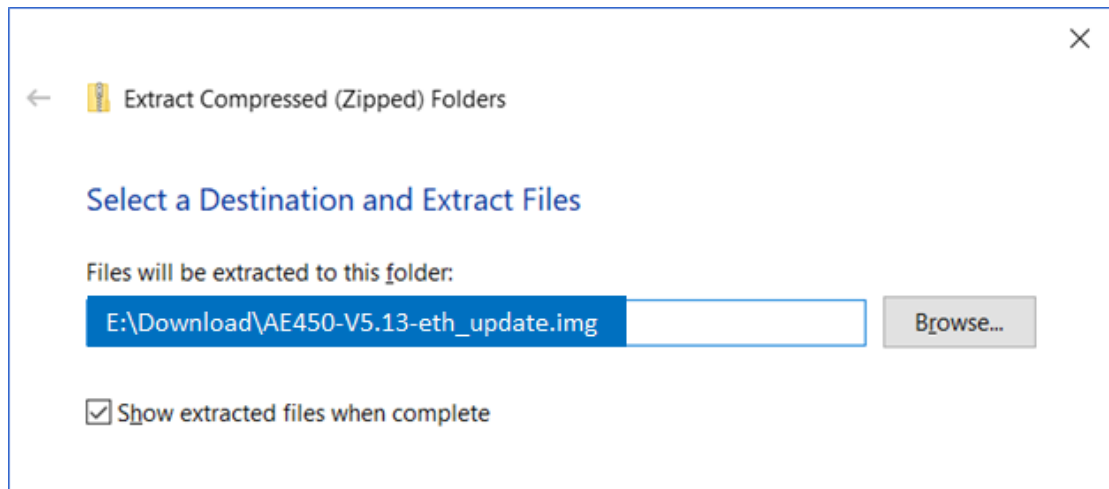 Extract Compressed (Zipped) Folders
Select a Destination and Extract Files
Files will be extracted to this folder:
E:\Download\AE450-V5.13-eth_update.img
Browse...
Show extracted files when complete